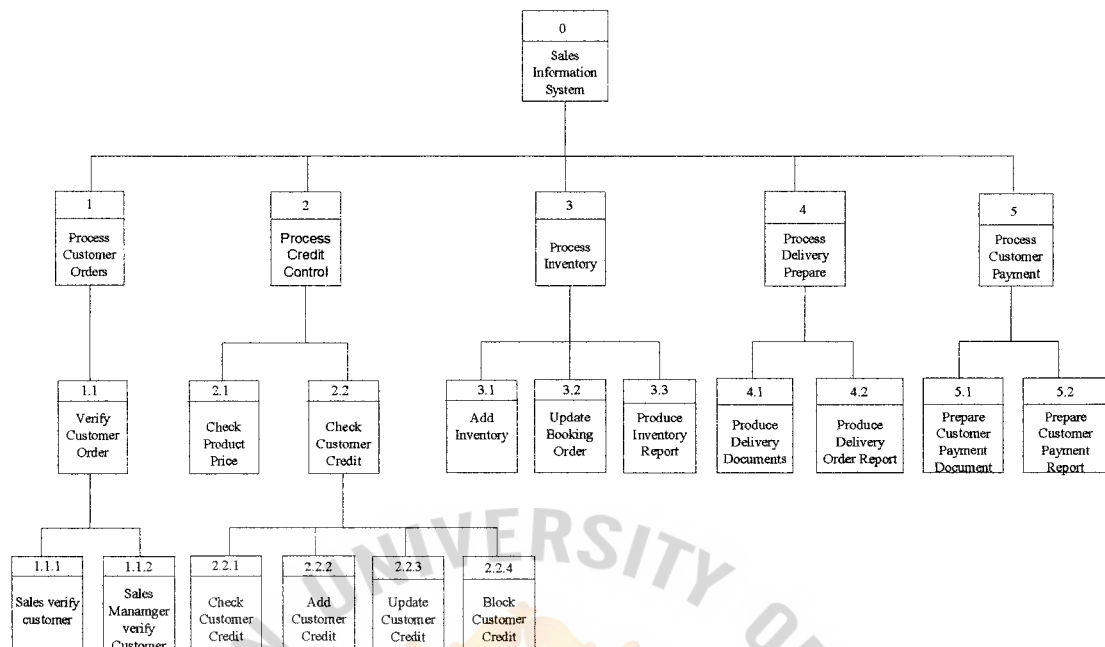 0
Sales
Information
System
1
Process
Customer
Orders
2
Process
Credit
Control
3
Process
Inventory
4
Process
Delivery
Prepare
5
Process
Customer
Payment
1.1
Verify
Customer
Order
2.1
Check
Product
Price
2.2
Check
Customer
Credit
3.1
Add
Inventory
3.2
Update
Booking
Order
3.3
Produce
Inventory
Report
4.1
Produce
Delivery
Documents
4.2
Produce
Delivery
Order Report
5.1
Prepare
Customer
Payment
Document
5.2
Prepare
Customer
Payment
Report
1.1.1
Sales verify
customer
1.1.2
Sales
Manamger
verify
Customer
2.2.1
Check
Customer
Credit
2.2.2
Add
Customer
Credit
2.2.3
Update
Customer
Credit
2.2.4
Block
Customer
Credit
UNIVERSITY